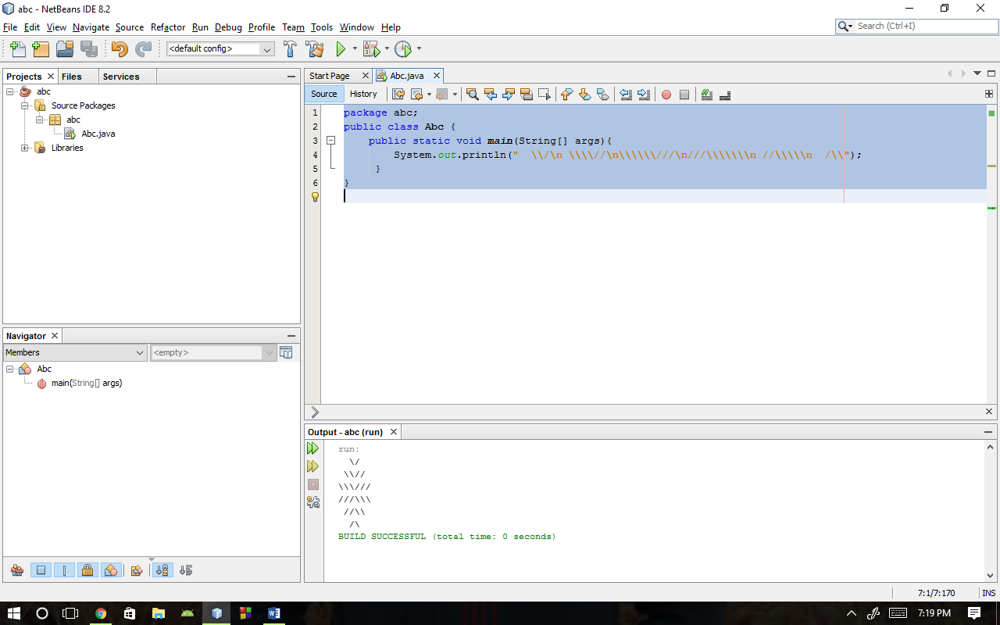 abc - NetBeans IDE 8.2
File Edit View Navigate Source Refactor Run Debug Profile Team Tools Window Help
Search (Ctrl+I)
<default config>
Projects Files Services
abc
Source Packages
abc
Abc.java
Libraries
Start Page Abc.java
Source History
1 package abc;
2 public class Abc {
3     public static void main(String[] args){
4         System.out.println("  \\/\n \\\\//\n\\\\\\///\n///\\\\\\\n //\\\\\n  /\\");
5      }
6 }
Navigator
Members <empty>
Abc
main(String[] args)
Output - abc (run)
run:
  \/
 \\//
\\\///
///\\\
 //\\
  /\
BUILD SUCCESSFUL (total time: 0 seconds)
7:1/7:170 INS
7:19 PM